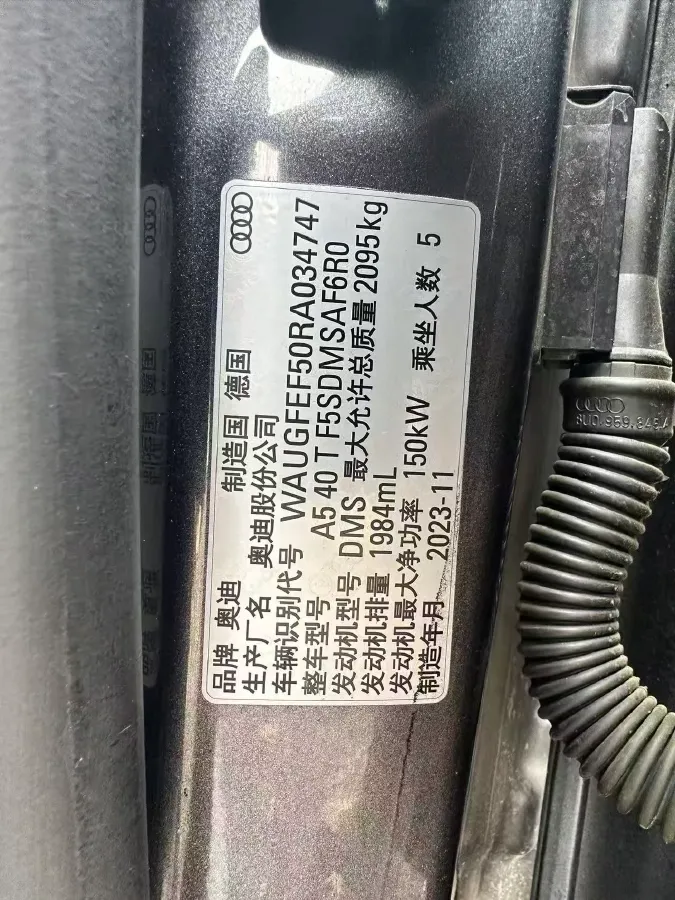 品牌 奥迪 制造国 德国
生产厂名 奥迪股份公司
车辆识别代号 WAUGFEF50RA034747
整车型号 A5 40 T F5SDMSAF6R0
发动机型号 DMS 最大允许总质量 2095kg
发动机排量 1984mL
发动机最大净功率 150kW 乘坐人数 5
制造年月 2023-11